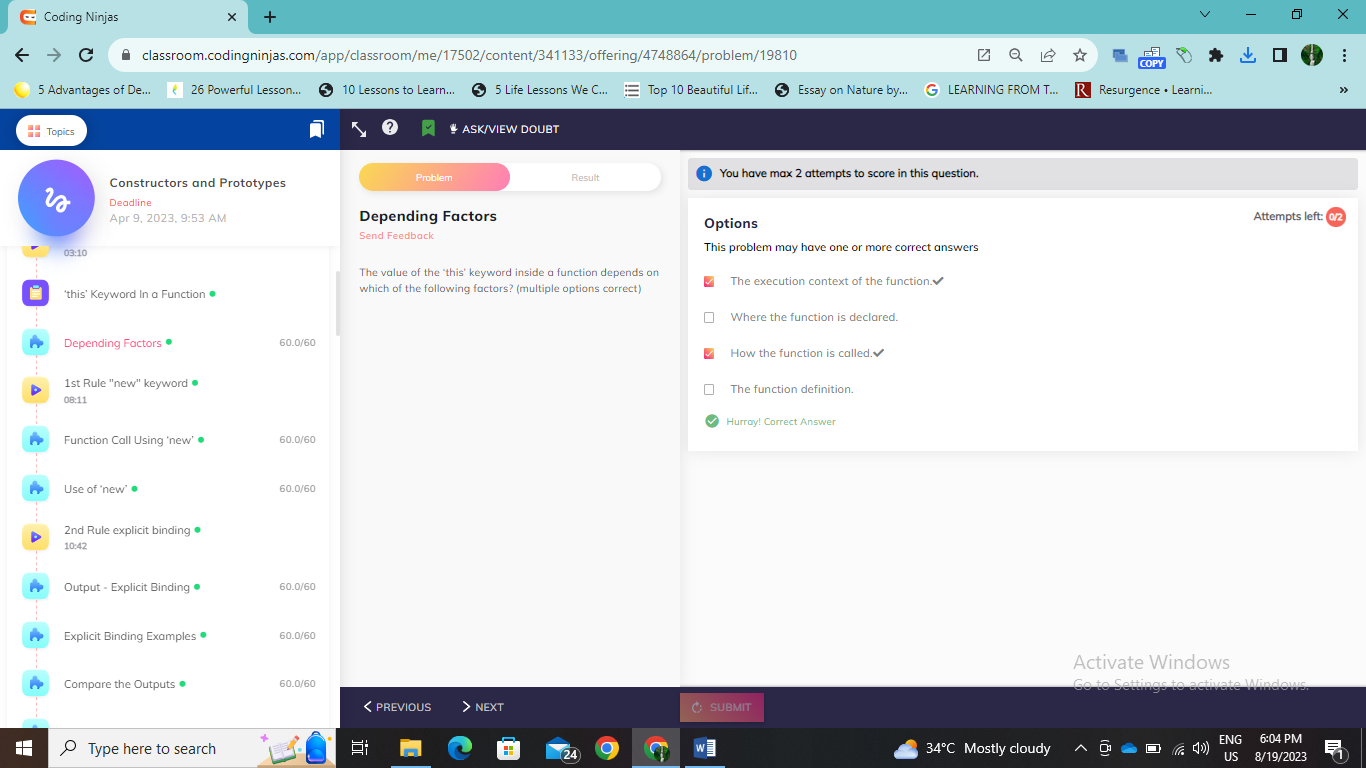 Coding Ninjas
classroom.codingninjas.com/app/classroom/me/17502/content/341133/offering/4748864/problem/19810
COPY
5 Advantages of De...
26 Powerful Lesson...
10 Lessons to Learn...
5 Life Lessons We C...
Top 10 Beautiful Lif...
Essay on Nature by...
LEARNING FROM T...
Resurgence • Learni...
Topics
ASK/VIEW DOUBT
Constructors and Prototypes
Deadline
Apr 9, 2023, 9:53 AM
03:10
‘this’ Keyword In a Function
Depending Factors 60.0/60
1st Rule "new" keyword
08:11
Function Call Using ‘new’ 60.0/60
Use of ‘new’ 60.0/60
2nd Rule explicit binding
10:42
Output - Explicit Binding 60.0/60
Explicit Binding Examples 60.0/60
Compare the Outputs 60.0/60
Problem Result
Depending Factors
Send Feedback
The value of the ‘this’ keyword inside a function depends on
which of the following factors? (multiple options correct)
You have max 2 attempts to score in this question.
Options
Attempts left: 0/2
This problem may have one or more correct answers
The execution context of the function.
Where the function is declared.
How the function is called.
The function definition.
Hurray! Correct Answer
Activate Windows
Go to Settings to activate Windows.
PREVIOUS NEXT SUBMIT
Type here to search
24
34°C Mostly cloudy
ENG
US
6:04 PM
8/19/2023
1